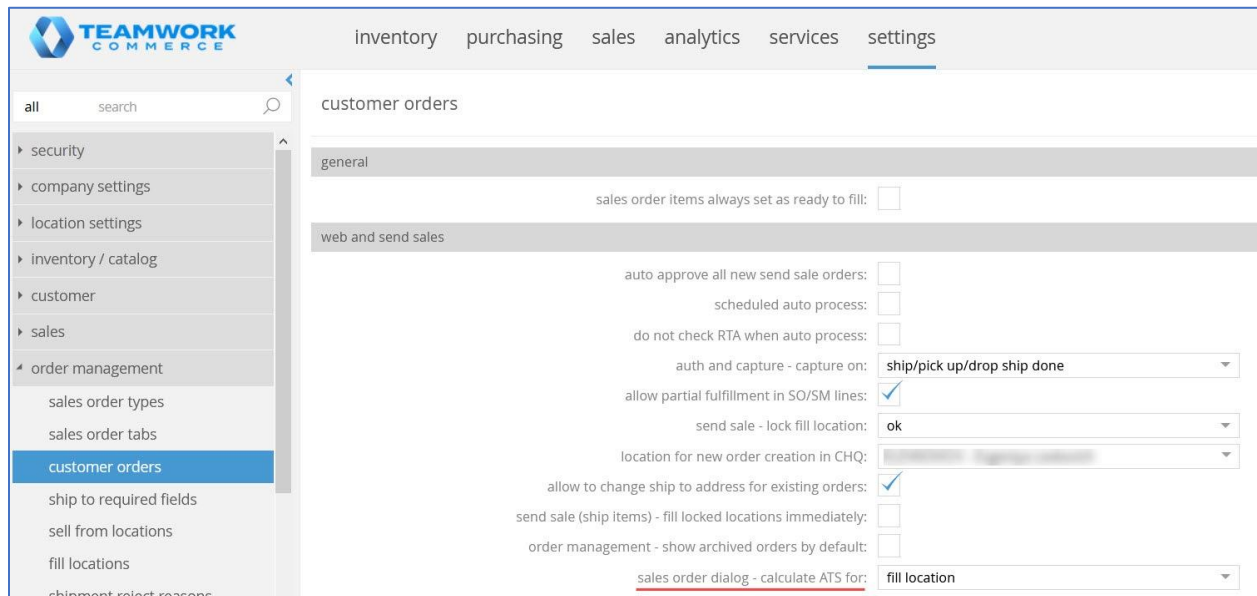 TEAMWORK
COMMERCE
inventory purchasing sales analytics services settings
all search
security
company settings
location settings
inventory / catalog
customer
sales
order management
sales order types
sales order tabs
customer orders
ship to required fields
sell from locations
fill locations
shipment reject reasons
customer orders
general
sales order items always set as ready to fill:
web and send sales
auto approve all new send sale orders:
scheduled auto process:
do not check RTA when auto process:
auth and capture - capture on: ship/pick up/drop ship done
allow partial fulfillment in SO/SM lines:
send sale - lock fill location: ok
location for new order creation in CHQ:
allow to change ship to address for existing orders:
send sale (ship items) - fill locked locations immediately:
order management - show archived orders by default:
sales order dialog - calculate ATS for: fill location